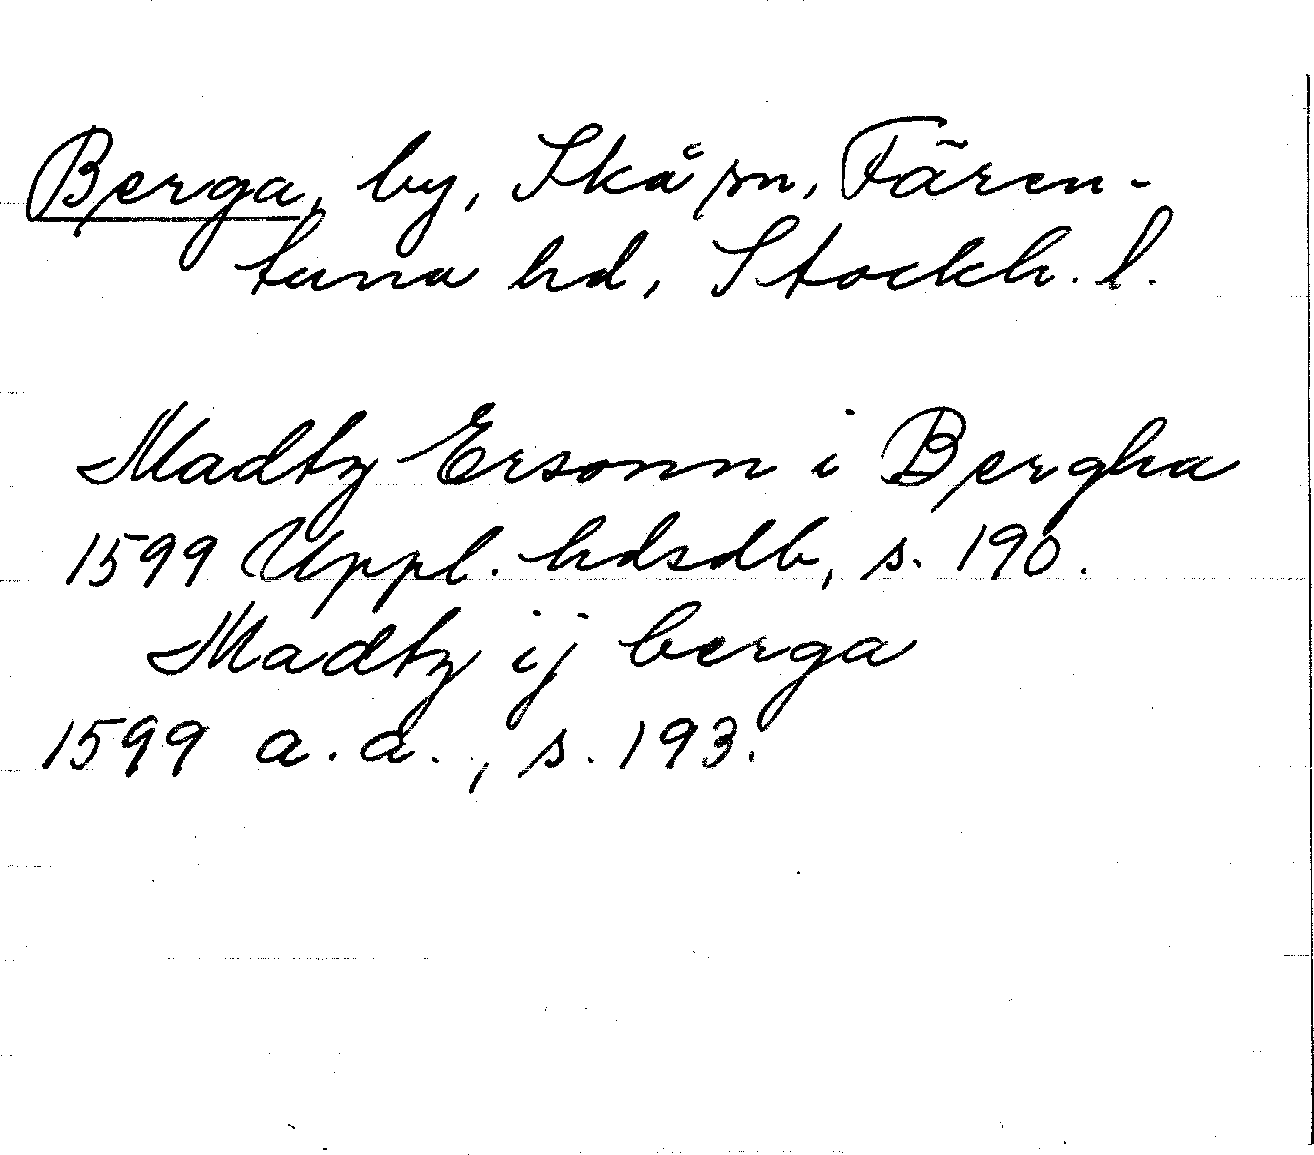 Berga, by, Skå sn, Fären-
tuna hd, Stockh. l.
Madtz Ersonn i Bergha
1599 Uppl. hdsdb, s. 190.
Madtz ij berga
1599 a.a., s. 193.